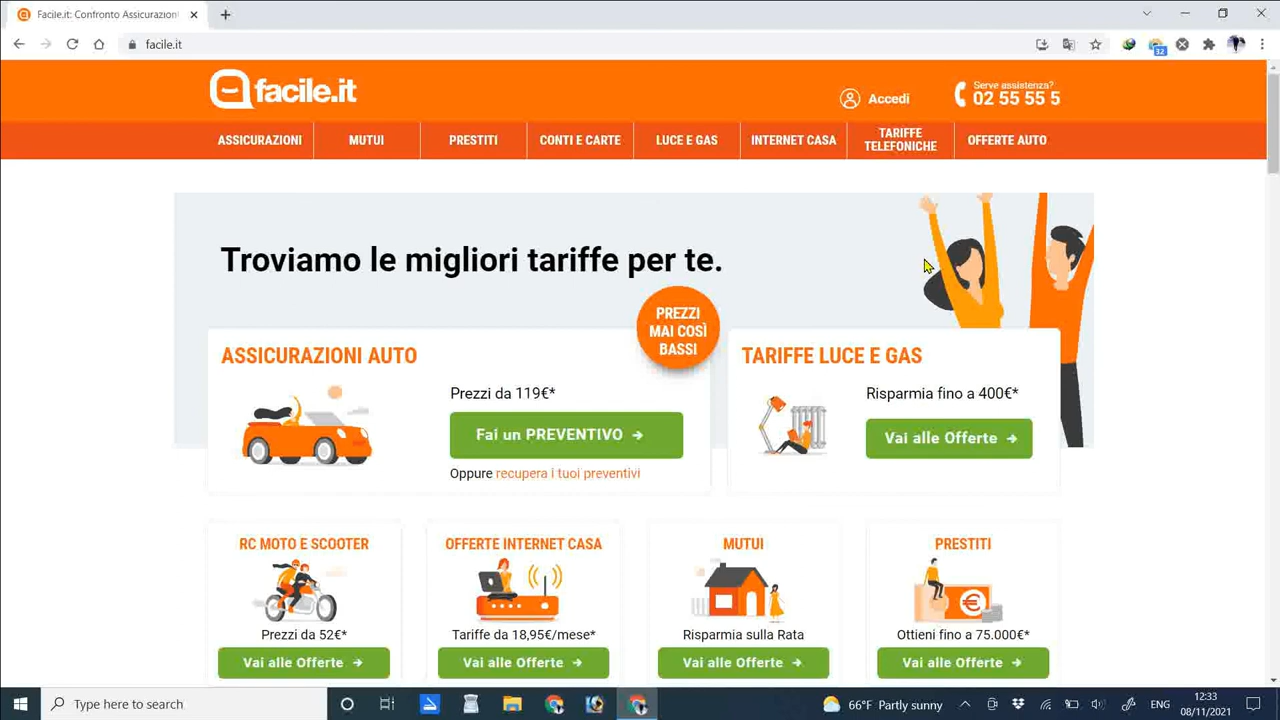 Facile.it: Confronto Assicurazion
facile.it
32
facile.it
Accedi
Serve assistenza?
02 55 55 5
ASSICURAZIONI
MUTUI
PRESTITI
CONTI E CARTE
LUCE E GAS
INTERNET CASA
TARIFFE
TELEFONICHE
OFFERTE AUTO
Troviamo le migliori tariffe per te.
PREZZI
MAI COSÌ
BASSI
ASSICURAZIONI AUTO
Prezzi da 119€*
Fai un PREVENTIVO →
Oppure recupera i tuoi preventivi
TARIFFE LUCE E GAS
Risparmia fino a 400€*
Vai alle Offerte →
RC MOTO E SCOOTER
Prezzi da 52€*
Vai alle Offerte →
OFFERTE INTERNET CASA
Tariffe da 18,95€/mese*
Vai alle Offerte →
MUTUI
Risparmia sulla Rata
Vai alle Offerte →
PRESTITI
€
Ottieni fino a 75.000€*
Vai alle Offerte →
Type here to search
66°F Partly sunny
ENG
12:33
08/11/2021